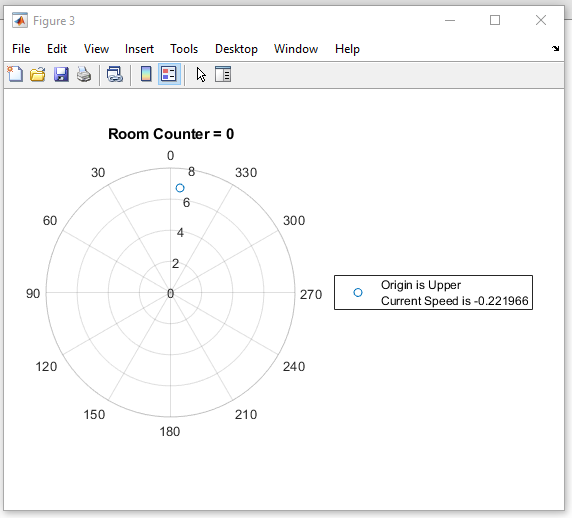 Figure 3
File Edit View Insert Tools Desktop Window Help
Room Counter = 0
0
30 8 330
60 6 300
4
2
90 0 270
Origin is Upper
Current Speed is -0.221966
120 240
150 210
180